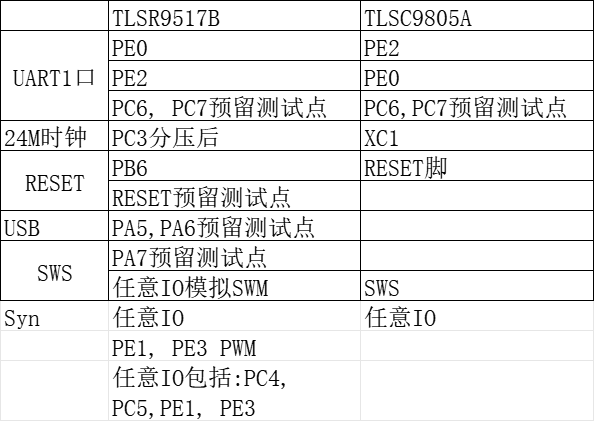 TLSR9517B TLSC9805A
UART1口 PE0 PE2
PE2 PE0
PC6, PC7预留测试点 PC6,PC7预留测试点
24M时钟 PC3分压后 XC1
RESET PB6 RESET脚
RESET预留测试点
USB PA5,PA6预留测试点
SWS PA7预留测试点
任意IO模拟SWM SWS
Syn 任意IO 任意IO
PE1, PE3 PWM
任意IO包括:PC4,
PC5,PE1, PE3